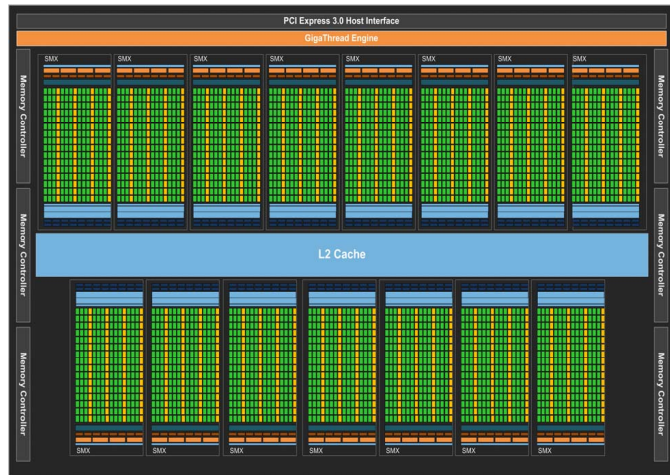 PCI Express 3.0 Host Interface
GigaThread Engine
Memory Controller
Memory Controller
Memory Controller
SMX
SMX
SMX
SMX
SMX
SMX
SMX
SMX
L2 Cache
SMX
SMX
SMX
SMX
SMX
SMX
SMX
Memory Controller
Memory Controller
Memory Controller